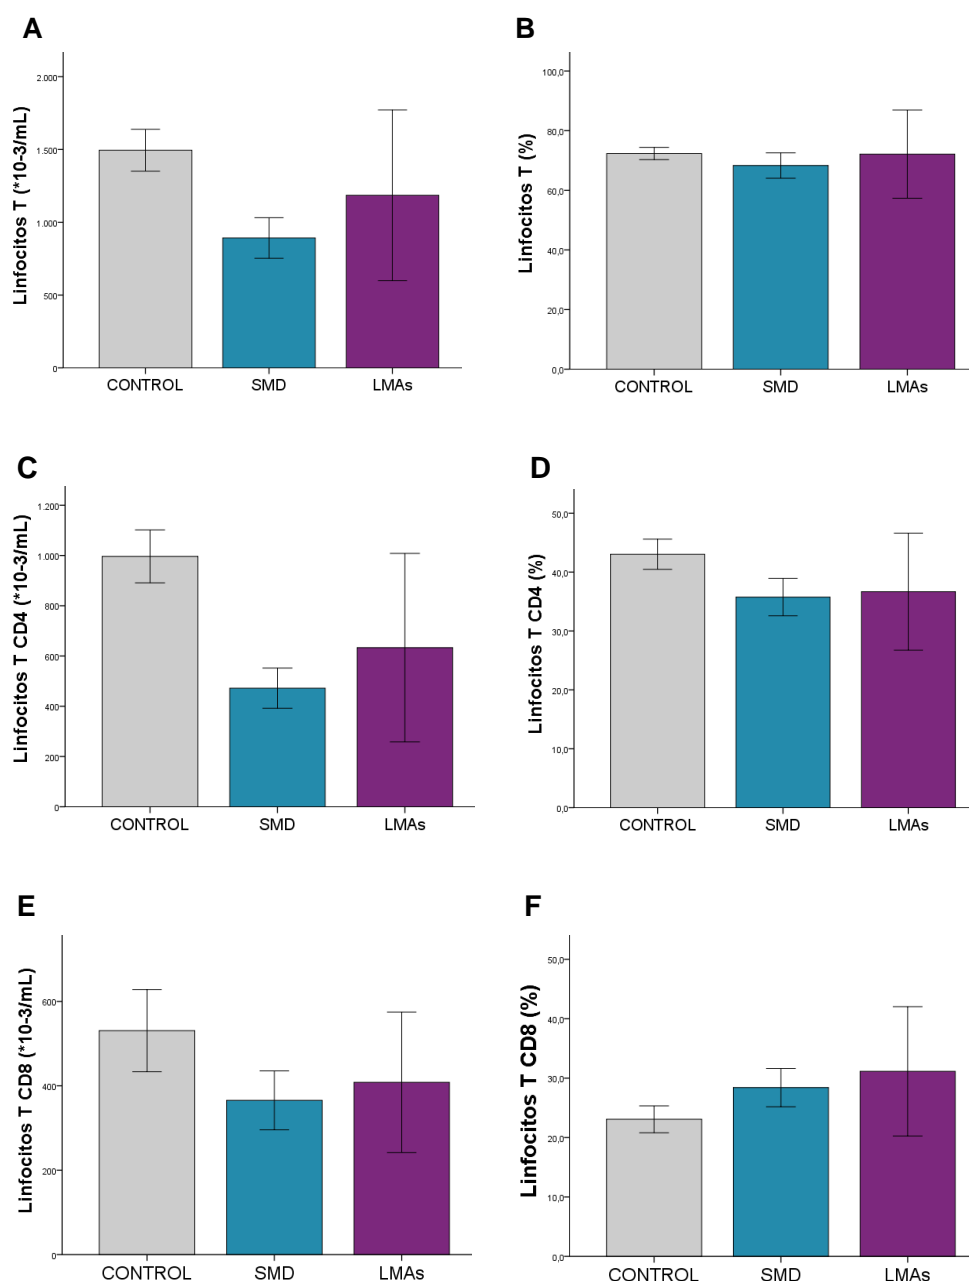 A
Linfocitos T (*10-3/mL)
2.000
1.500
1.000
500
0
CONTROL SMD LMAs
B
Linfocitos T (%)
100,0
80,0
60,0
40,0
20,0
0,0
CONTROL SMD LMAs
C
Linfocitos T CD4 (*10-3/mL)
1.200
1.000
800
600
400
200
0
CONTROL SMD LMAs
D
Linfocitos T CD4 (%)
50,0
40,0
30,0
20,0
10,0
0,0
CONTROL SMD LMAs
E
Linfocitos T CD8 (*10-3/mL)
600
400
200
0
CONTROL SMD LMAs
F
Linfocitos T CD8 (%)
50,0
40,0
30,0
20,0
10,0
0,0
CONTROL SMD LMAs